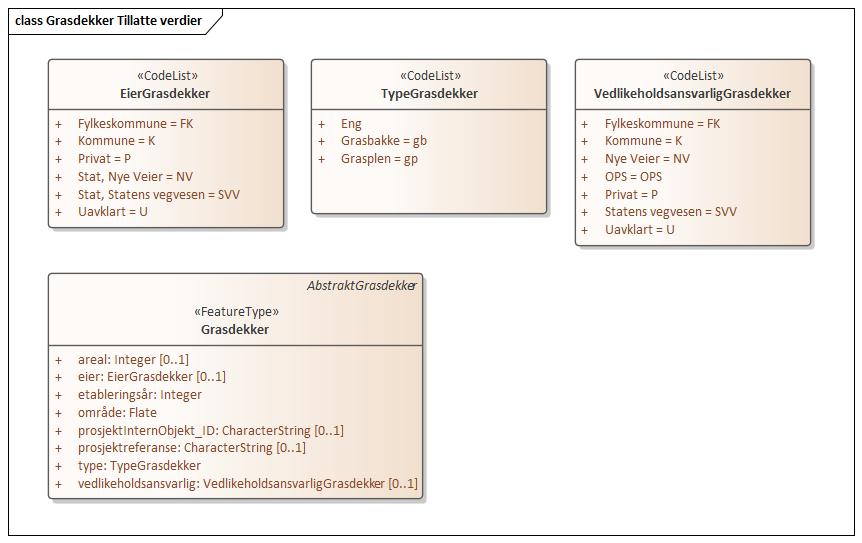 class Grasdekker Tillatte verdier
«CodeList»
EierGrasdekker
+ Fylkeskommune = FK
+ Kommune = K
+ Privat = P
+ Stat, Nye Veier = NV
+ Stat, Statens vegvesen = SVV
+ Uavklart = U
«CodeList»
TypeGrasdekker
+ Eng
+ Grasbakke = gb
+ Grasplen = gp
«CodeList»
VedlikeholdsansvarligGrasdekker
+ Fylkeskommune = FK
+ Kommune = K
+ Nye Veier = NV
+ OPS = OPS
+ Privat = P
+ Statens vegvesen = SVV
+ Uavklart = U
AbstraktGrasdekker
«FeatureType»
Grasdekker
+ areal: Integer [0..1]
+ eier: EierGrasdekker [0..1]
+ etableringsår: Integer
+ område: Flate
+ prosjektInternObjekt_ID: CharacterString [0..1]
+ prosjektreferanse: CharacterString [0..1]
+ type: TypeGrasdekker
+ vedlikeholdsansvarlig: VedlikeholdsansvarligGrasdekker [0..1]